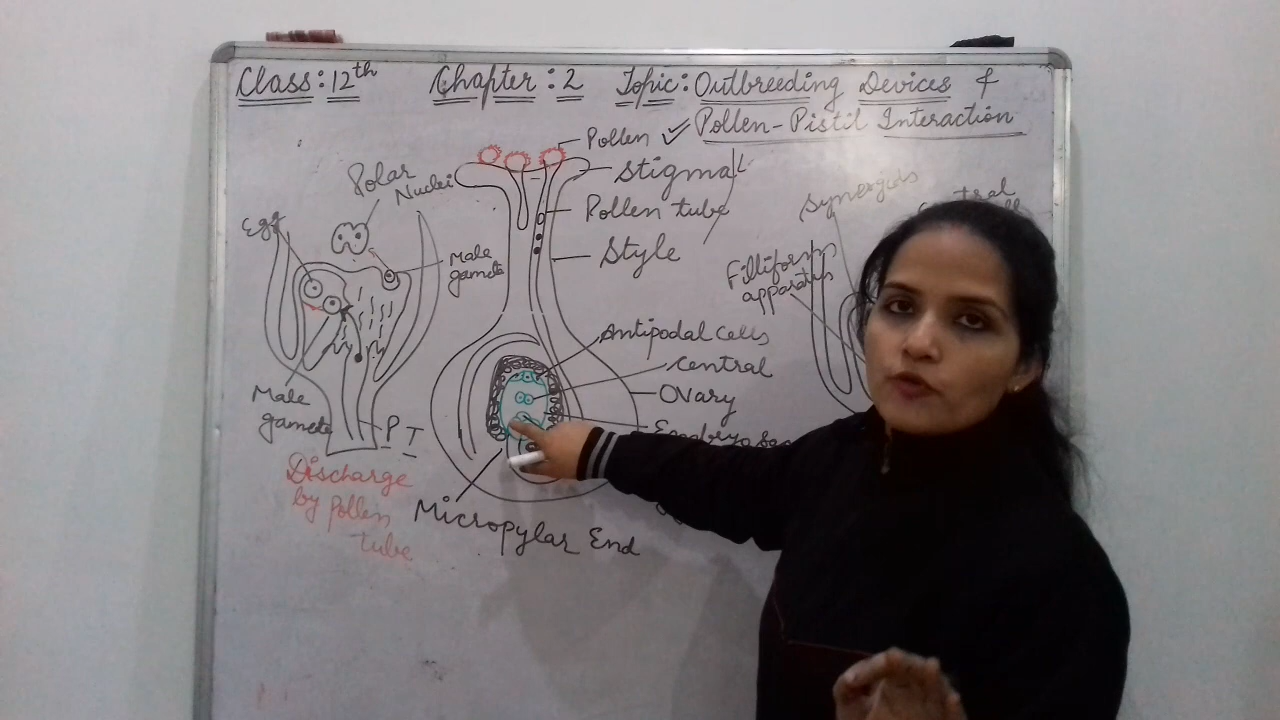 Class: 12th Chapter: 2 Topic: Outbreeding Devices &
Pollen-Pistil Interaction
Pollen
Stigma
Pollen tube
Style
Antipodal cells
Central
Ovary
Micropylar End
Polar
Nuclei
Egg
Male
gamete
Male
gamete
P T
Discharge
by pollen
tube
Synergids
Filliform
apparatus